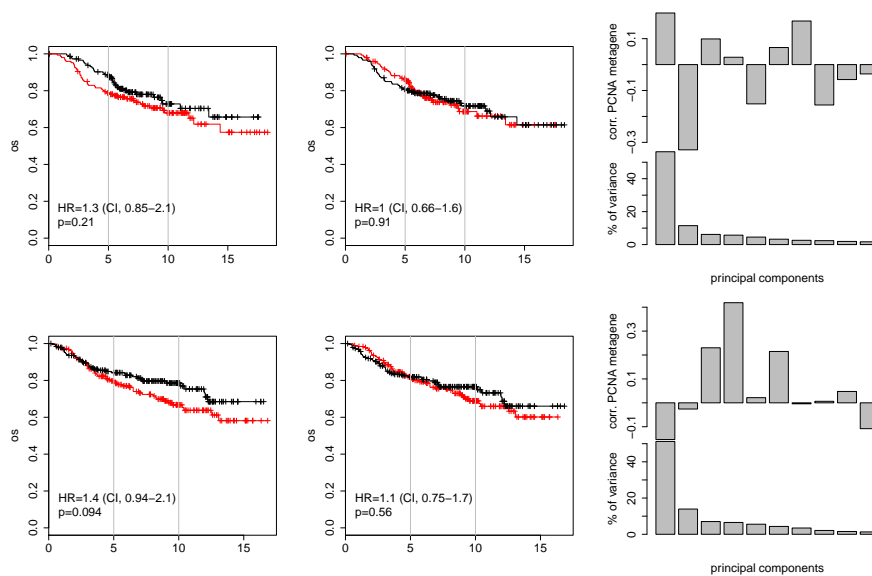 1.0
0.8
0.6
0.4
0.2
0.0
os
HR=1.3 (CI, 0.85−2.1)
p=0.21
0 5 10 15
1.0
0.8
0.6
0.4
0.2
0.0
os
HR=1 (CI, 0.66−1.6)
p=0.91
0 5 10 15
0.1
−0.1
−0.3
corr. PCNA metagene
40
20
0
% of variance
principal components
1.0
0.8
0.6
0.4
0.2
0.0
os
HR=1.4 (CI, 0.94−2.1)
p=0.094
0 5 10 15
1.0
0.8
0.6
0.4
0.2
0.0
os
HR=1.1 (CI, 0.75−1.7)
p=0.56
0 5 10 15
0.3
0.1
−0.1
corr. PCNA metagene
40
20
0
% of variance
principal components